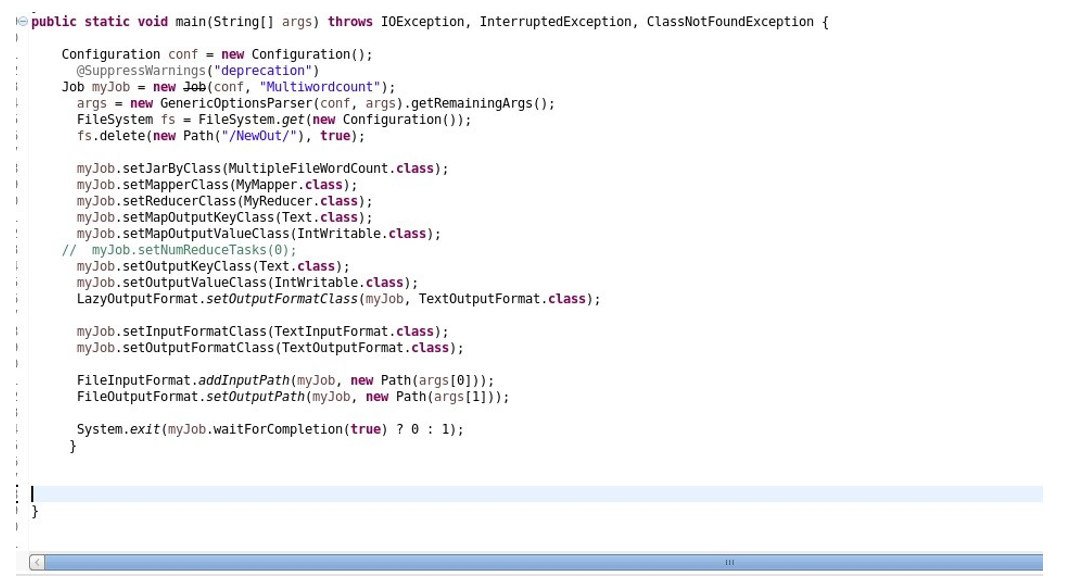 public static void main(String[] args) throws IOException, InterruptedException, ClassNotFoundException {
Configuration conf = new Configuration();
@SuppressWarnings("deprecation")
Job myJob = new Job(conf, "Multiwordcount");
args = new GenericOptionsParser(conf, args).getRemainingArgs();
FileSystem fs = FileSystem.get(new Configuration());
fs.delete(new Path("/NewOut/"), true);
myJob.setJarByClass(MultipleFileWordCount.class);
myJob.setMapperClass(MyMapper.class);
myJob.setReducerClass(MyReducer.class);
myJob.setMapOutputKeyClass(Text.class);
myJob.setMapOutputValueClass(IntWritable.class);
// myJob.setNumReduceTasks(0);
myJob.setOutputKeyClass(Text.class);
myJob.setOutputValueClass(IntWritable.class);
LazyOutputFormat.setOutputFormatClass(myJob, TextOutputFormat.class);
myJob.setInputFormatClass(TextInputFormat.class);
myJob.setOutputFormatClass(TextOutputFormat.class);
FileInputFormat.addInputPath(myJob, new Path(args[0]));
FileOutputFormat.setOutputPath(myJob, new Path(args[1]));
System.exit(myJob.waitForCompletion(true) ? 0 : 1);
}
}